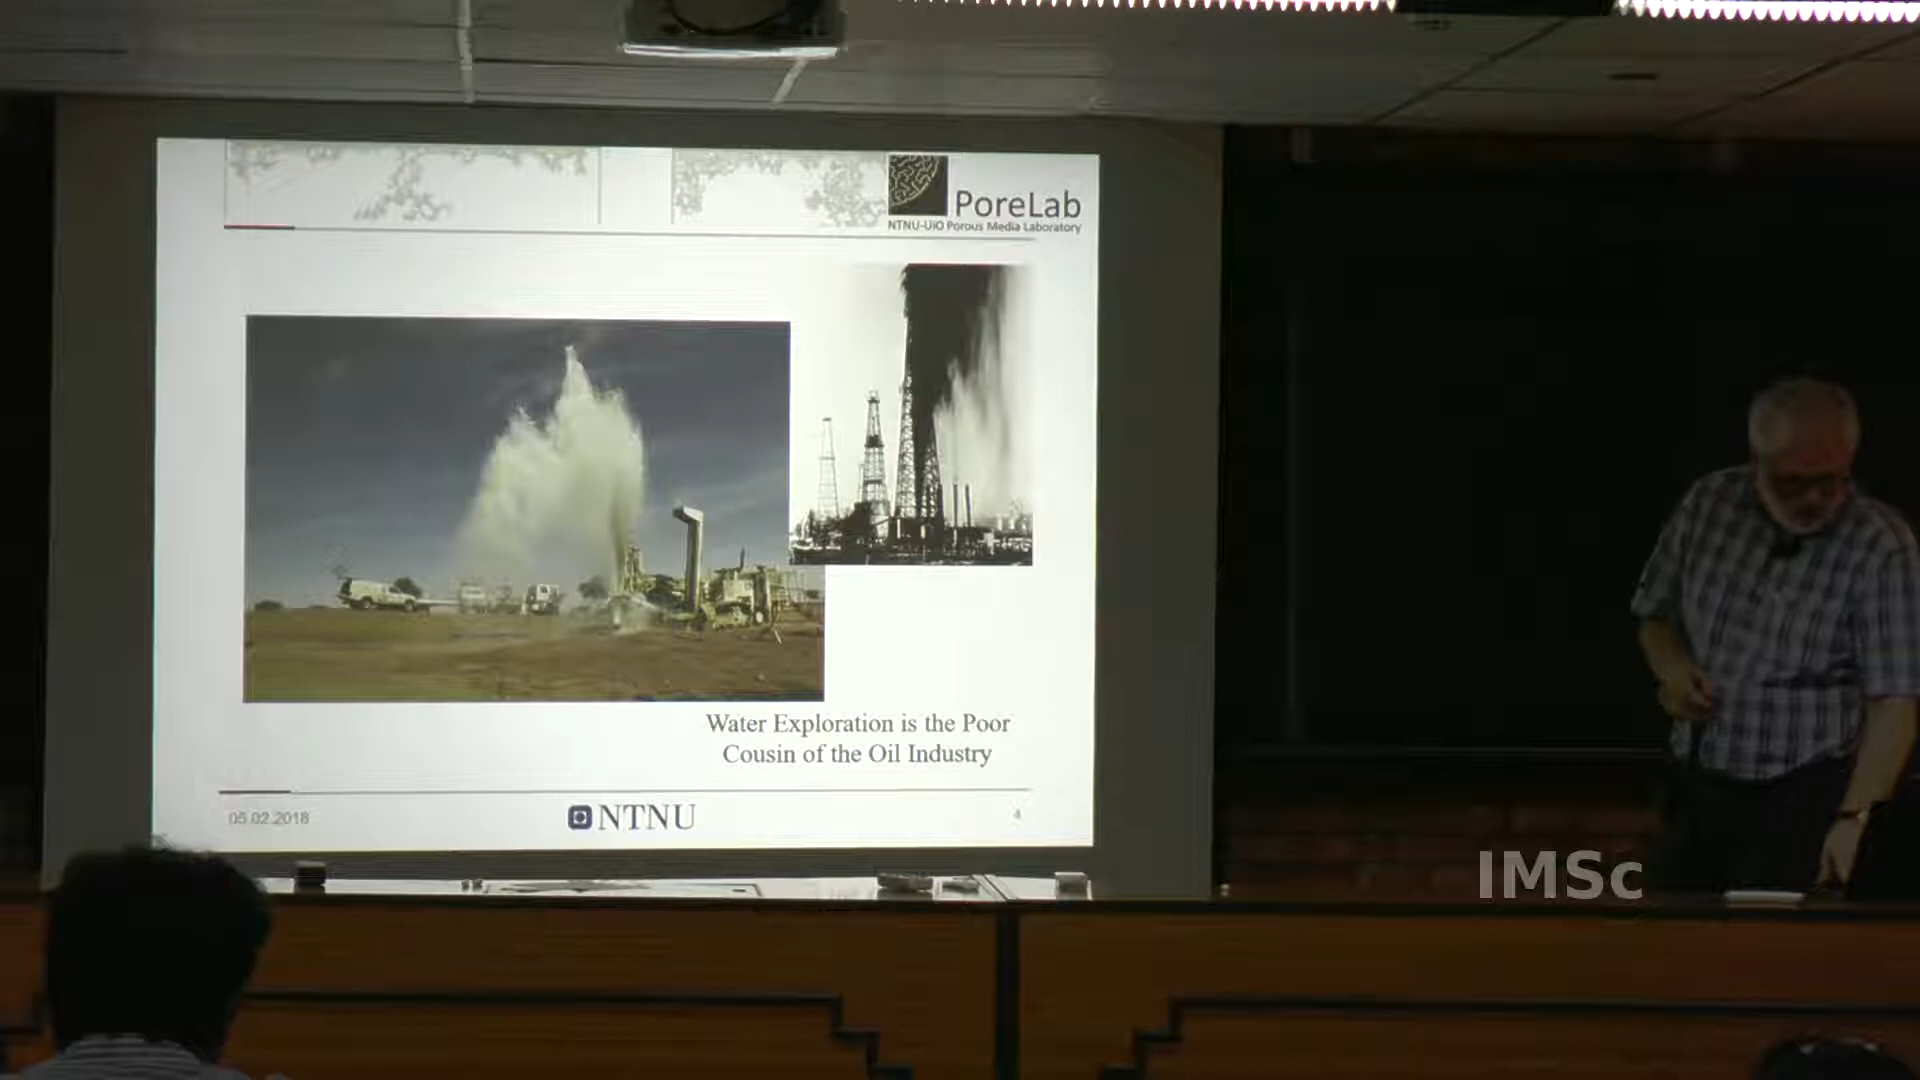 PoreLab
NTNU-UiO Porous Media Laboratory
Water Exploration is the Poor
Cousin of the Oil Industry
05.02.2018
NTNU
4
IMSc